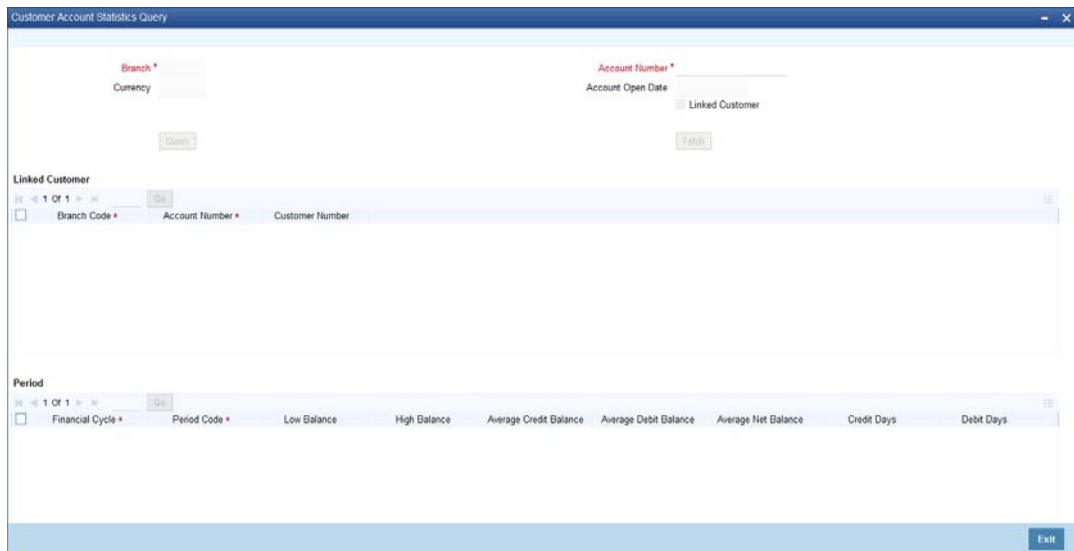 Customer Account Statistics Query
Branch *
Account Number *
Currency
Account Open Date
Linked Customer
Query
Fetch
Linked Customer
1 Of 1
Go
Branch Code *
Account Number *
Customer Number
Period
1 Of 1
Go
Financial Cycle *
Period Code *
Low Balance
High Balance
Average Credit Balance
Average Debit Balance
Average Net Balance
Credit Days
Debit Days
Exit